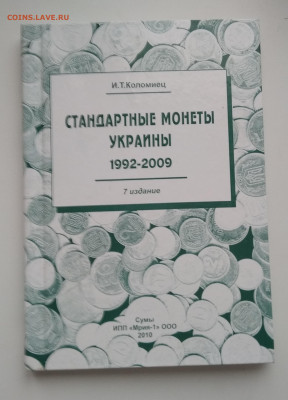 COINS.LAVE.RU
И.Т.Коломиец
СТАНДАРТНЫЕ МОНЕТЫ
УКРАИНЫ
1992-2009
7 издание
Сумы
ИПП «Мрия-1» ООО
2010